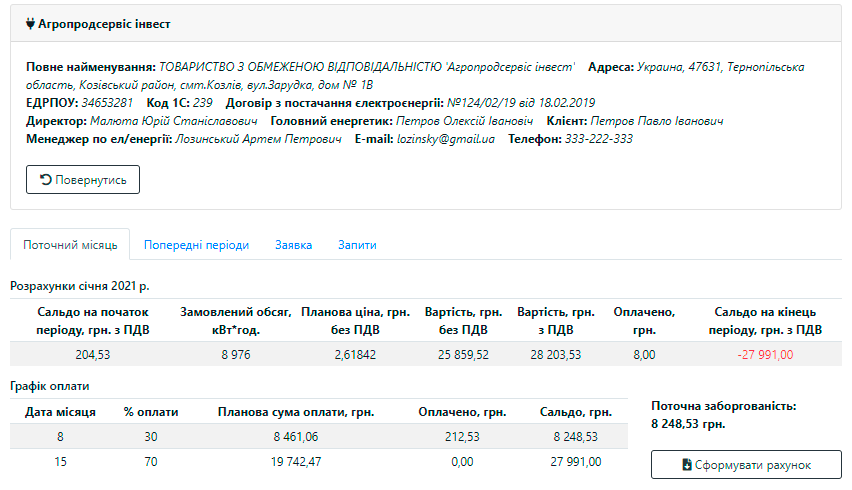 Агропродсервіс інвест
Повне найменування: ТОВАРИСТВО З ОБМЕЖЕНОЮ ВІДПОВІДАЛЬНІСТЮ 'Агропродсервіс інвест' Адреса: Украина, 47631, Тернопільська
область, Козівський район, смт.Козлів, вул.Зарудка, дом № 1В
ЕДРПОУ: 34653281 Код 1С: 239 Договір з постачання єлектроєнергіі: №124/02/19 від 18.02.2019
Директор: Малюта Юрій Станіславович Головний енергетик: Петров Олексій Івановіч Клієнт: Петров Павло Іванович
Менеджер по ел/енергії: Лозинський Артем Петрович E-mail: lozinsky@gmail.ua Телефон: 333-222-333
Повернутись
Поточний місяць Попередні періоди Заявка Запити
Розрахунки січня 2021 р.
Сальдо на початок Замовлений обсяг, Планова ціна, грн. Вартість, грн. Вартість, грн. Оплачено, Сальдо на кінець
періоду, грн. з ПДВ кВт*год. без ПДВ без ПДВ з ПДВ грн. періоду, грн. з ПДВ
204,53 8 976 2,61842 25 859,52 28 203,53 8,00 -27 991,00
Графік оплати
Дата місяця % оплати Планова сума оплати, грн. Оплачено, грн. Сальдо, грн.
8 30 8 461,06 212,53 8 248,53
15 70 19 742,47 0,00 27 991,00
Поточна заборгованість:
8 248,53 грн.
Сформувати рахунок